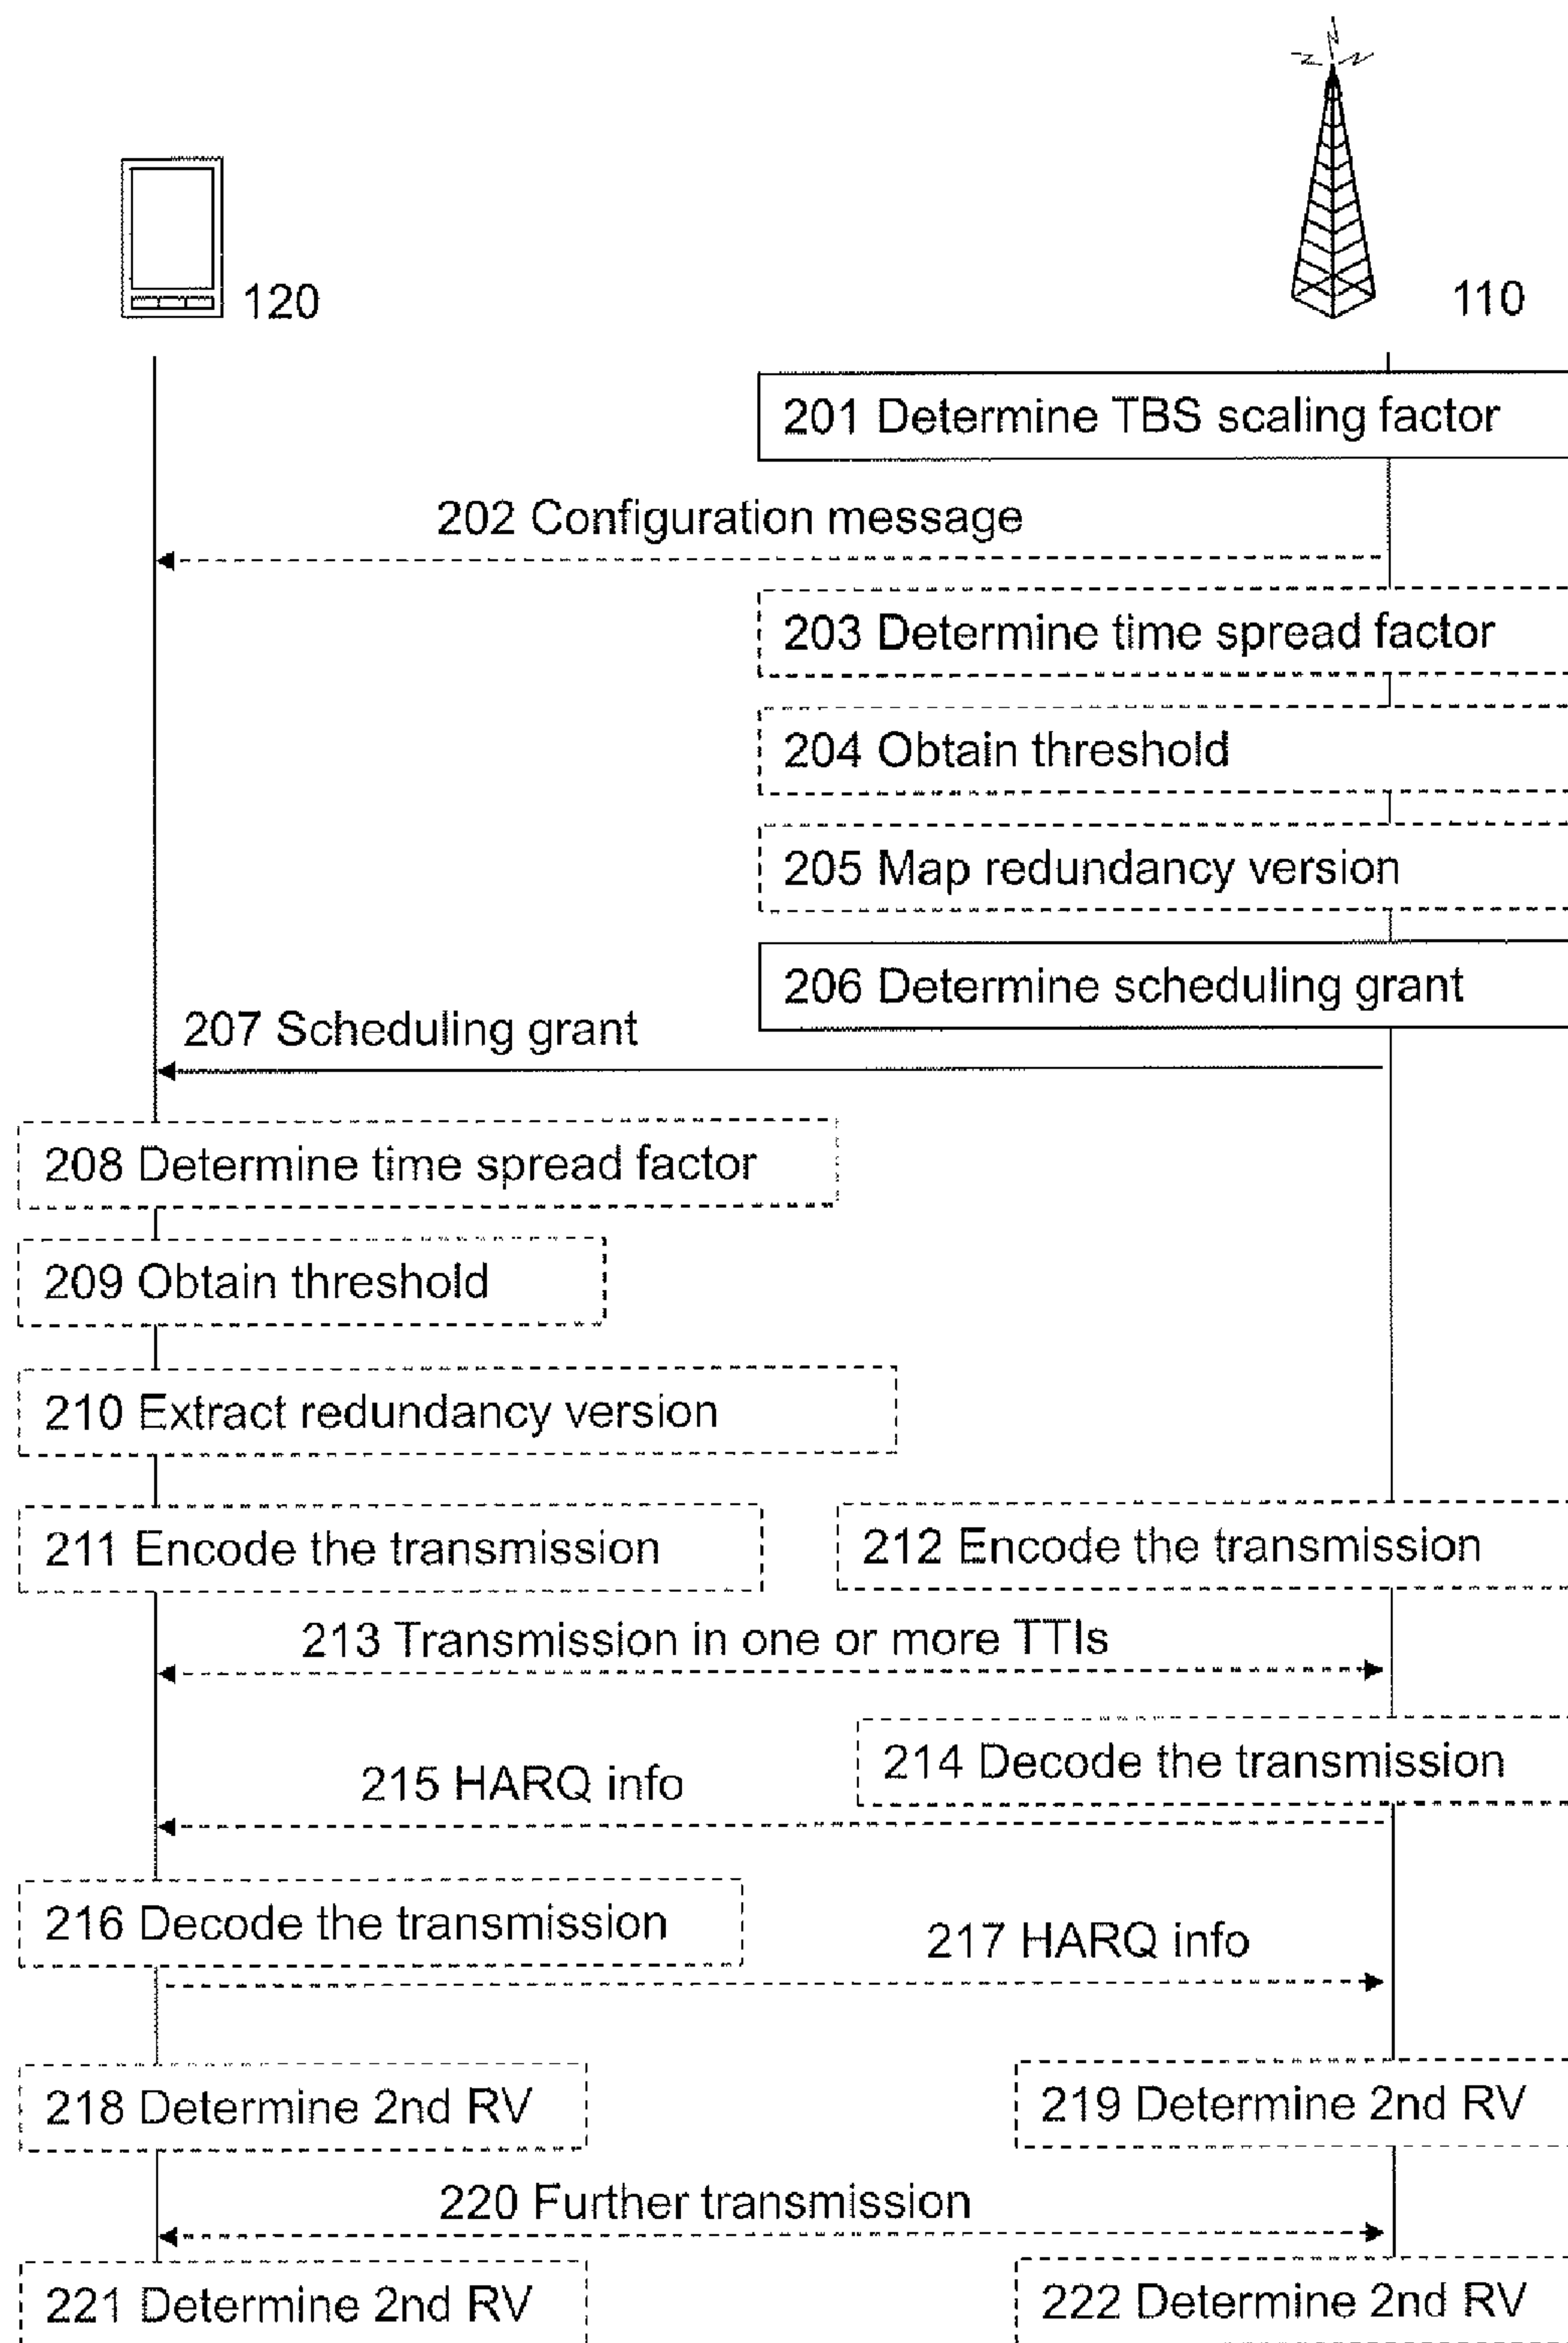 120
110
201 Determine TBS scaling factor
202 Configuration message
203 Determine time spread factor
204 Obtain threshold
205 Map redundancy version
206 Determine scheduling grant
207 Scheduling grant
208 Determine time spread factor
209 Obtain threshold
210 Extract redundancy version
211 Encode the transmission
212 Encode the transmission
213 Transmission in one or more TTIs
214 Decode the transmission
215 HARQ info
216 Decode the transmission
217 HARQ info
218 Determine 2nd RV
219 Determine 2nd RV
220 Further transmission
221 Determine 2nd RV
222 Determine 2nd RV